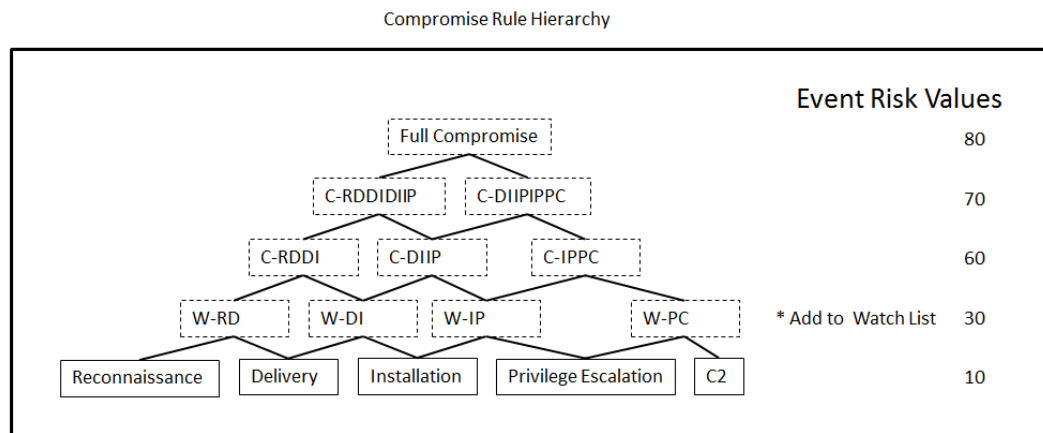 Compromise Rule Hierarchy
Event Risk Values
Full Compromise 80
C-RDDIDIIP C-DIIPIPPC 70
C-RDDI C-DIIP C-IPPC 60
W-RD W-DI W-IP W-PC * Add to Watch List 30
Reconnaissance Delivery Installation Privilege Escalation C2 10